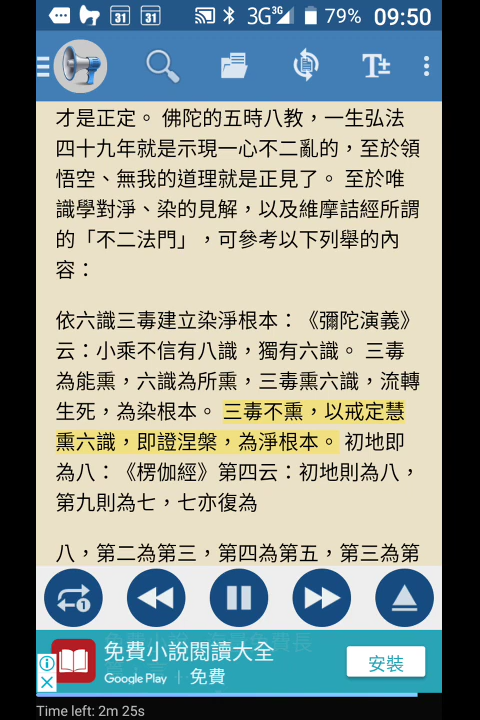 31
31
3G
3G
79%
09:50
T±
才是正定。 佛陀的五時八教，一生弘法
四十九年就是示現一心不二亂的，至於領
悟空、無我的道理就是正見了。 至於唯
識學對淨、染的見解，以及維摩詰經所謂
的「不二法門」，可參考以下列舉的內
容：
依六識三毒建立染淨根本：《彌陀演義》
云：小乘不信有八識，獨有六識。 三毒
為能熏，六識為所熏，三毒熏六識，流轉
生死，為染根本。 三毒不熏，以戒定慧
熏六識，即證涅槃，為淨根本。 初地即
為八：《楞伽經》第四云：初地則為八，
第九則為七，七亦復為
八，第二為第三，第四為第五，第三為第
1
免費小說閱讀大全
Google Play | 免費
安裝
Time left: 2m 25s